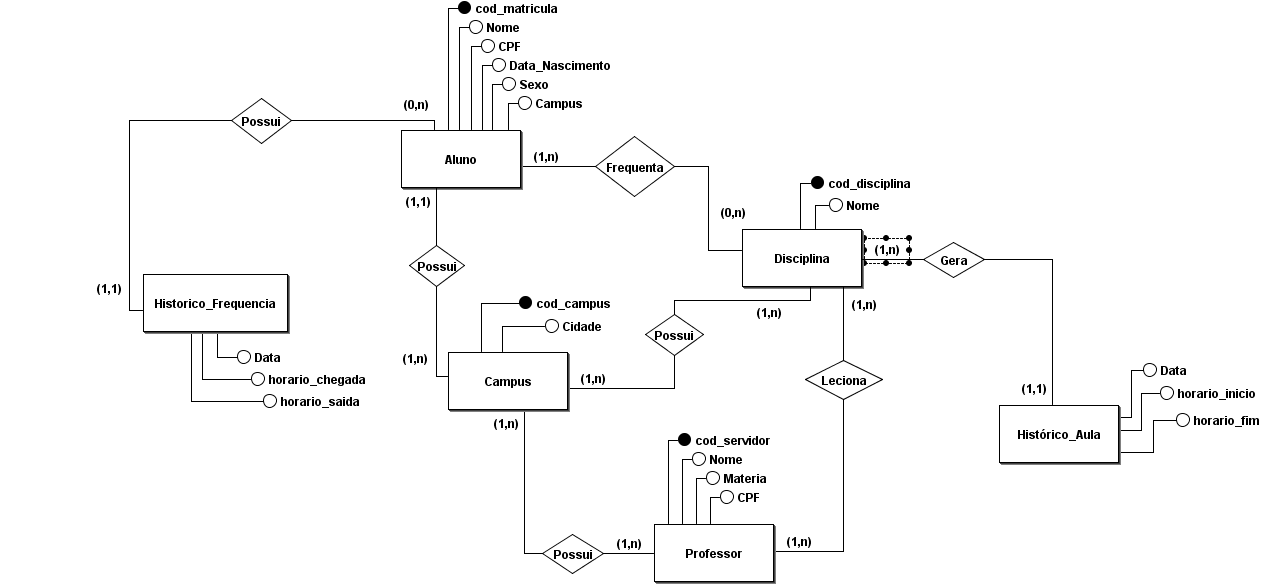 cod_matricula
Nome
CPF
Data_Nascimento
Sexo
Campus
(0,n)
Possui
Aluno
(1,n)
Frequenta
(1,1)
(0,n)
cod_disciplina
Nome
Disciplina
(1,n)
Gera
Possui
(1,1)
Historico_Frequencia
Data
horario_chegada
horario_saida
cod_campus
Cidade
(1,n)
Campus
(1,n)
Possui
(1,n)
(1,n)
Leciona
(1,n)
cod_servidor
Nome
Materia
CPF
Possui
(1,n)
Professor
(1,n)
(1,1)
Histórico_Aula
Data
horario_inicio
horario_fim